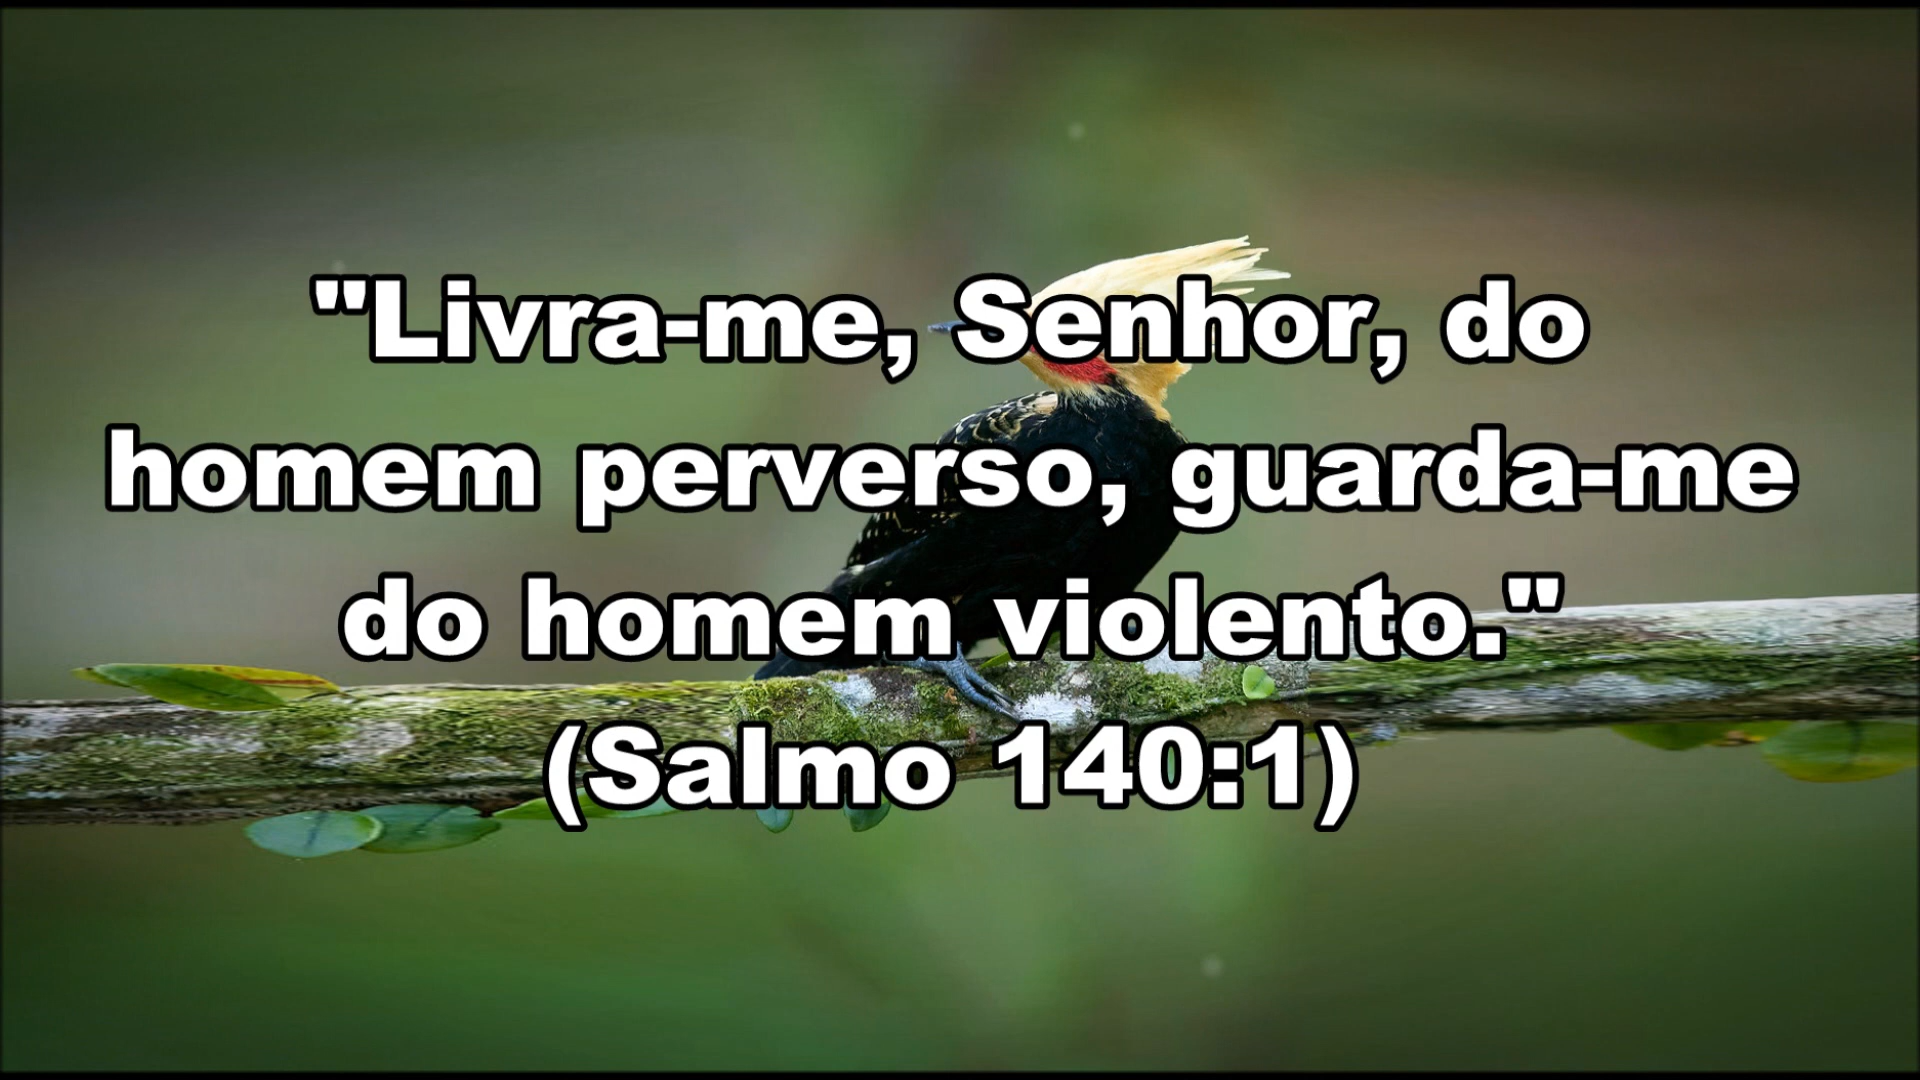 "Livra-me, Senhor, do
homem perverso, guarda-me
do homem violento."
(Salmo 140:1)